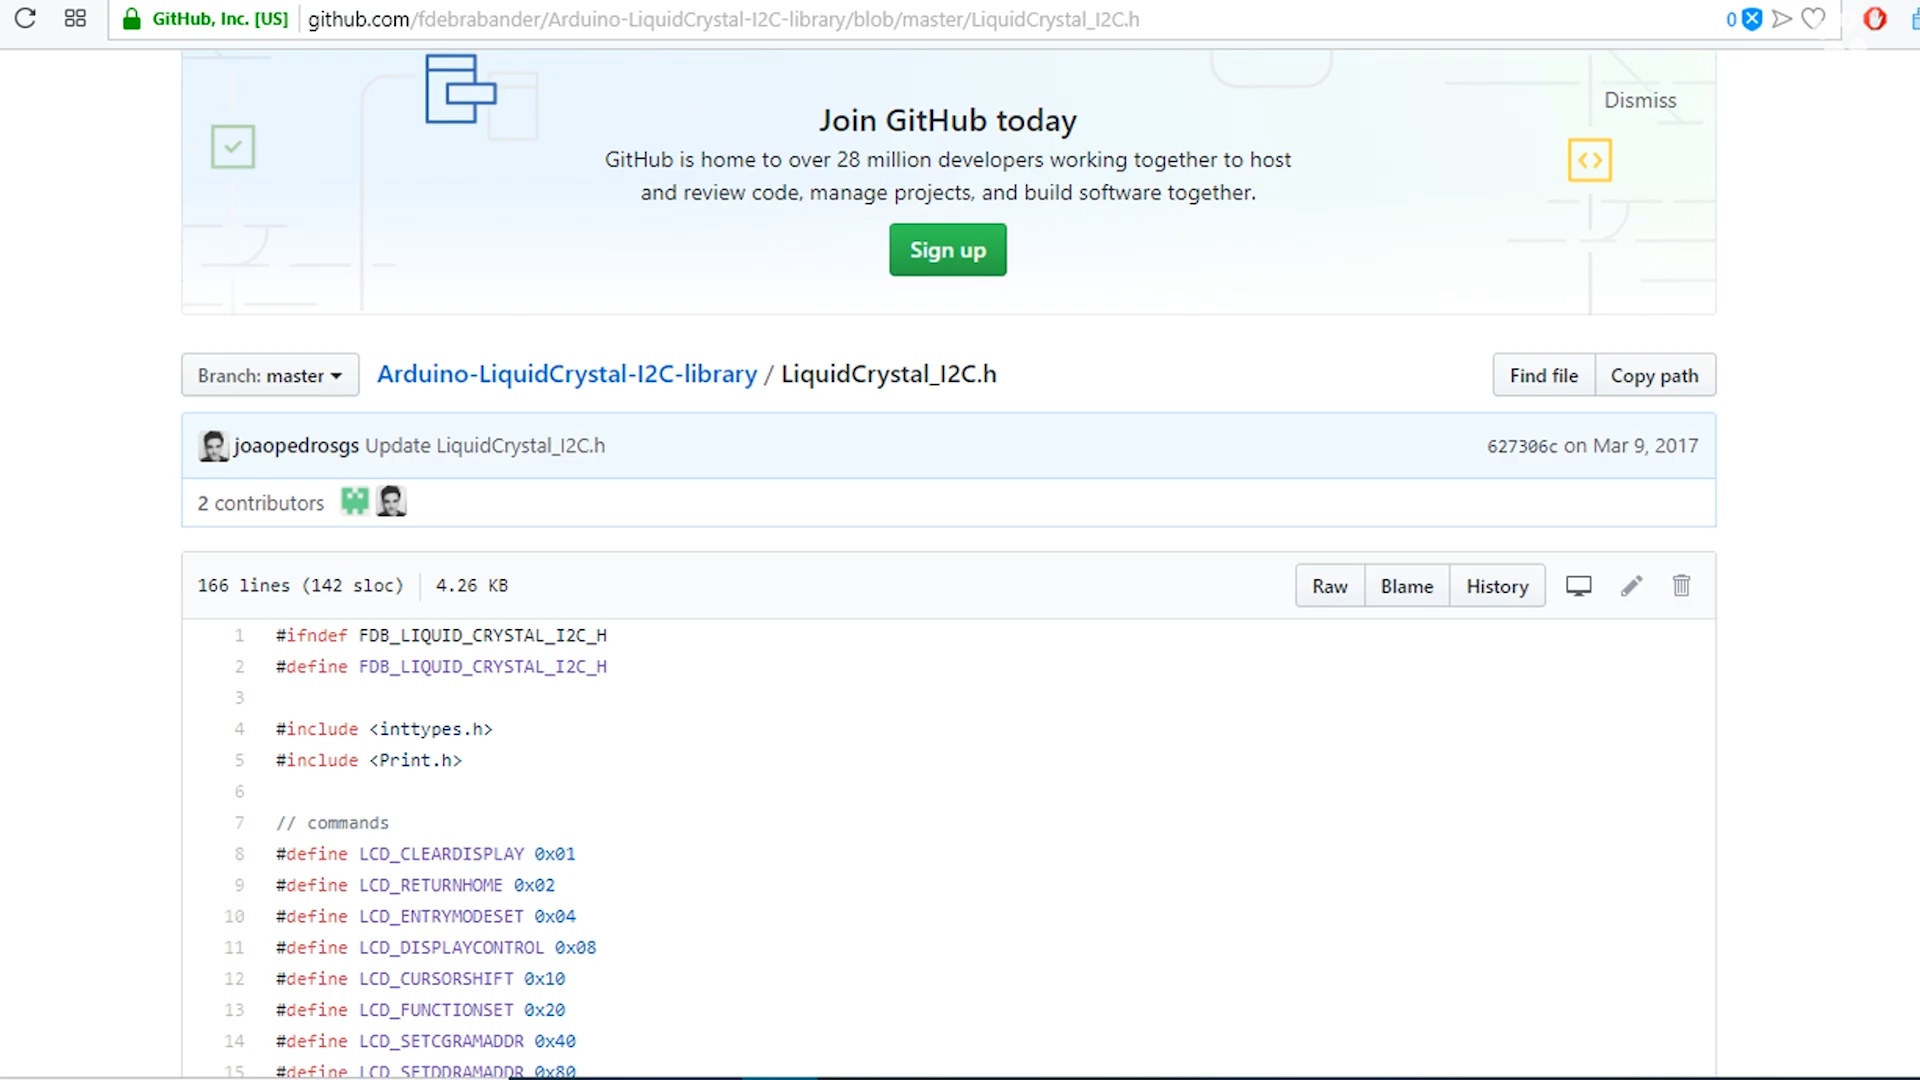 GitHub, Inc. [US] github.com/fdebrabander/Arduino-LiquidCrystal-I2C-library/blob/master/LiquidCrystal_I2C.h 0
Join GitHub today
Dismiss
GitHub is home to over 28 million developers working together to host
and review code, manage projects, and build software together.
Sign up
Branch: master Arduino-LiquidCrystal-I2C-library / LiquidCrystal_I2C.h Find file Copy path
joaopedrosgs Update LiquidCrystal_I2C.h 627306c on Mar 9, 2017
2 contributors
166 lines (142 sloc) 4.26 KB Raw Blame History
1 #ifndef FDB_LIQUID_CRYSTAL_I2C_H
2 #define FDB_LIQUID_CRYSTAL_I2C_H
3
4 #include <inttypes.h>
5 #include <Print.h>
6
7 // commands
8 #define LCD_CLEARDISPLAY 0x01
9 #define LCD_RETURNHOME 0x02
10 #define LCD_ENTRYMODESET 0x04
11 #define LCD_DISPLAYCONTROL 0x08
12 #define LCD_CURSORSHIFT 0x10
13 #define LCD_FUNCTIONSET 0x20
14 #define LCD_SETCGRAMADDR 0x40
15 #define LCD_SETDDRAMADDR 0x80